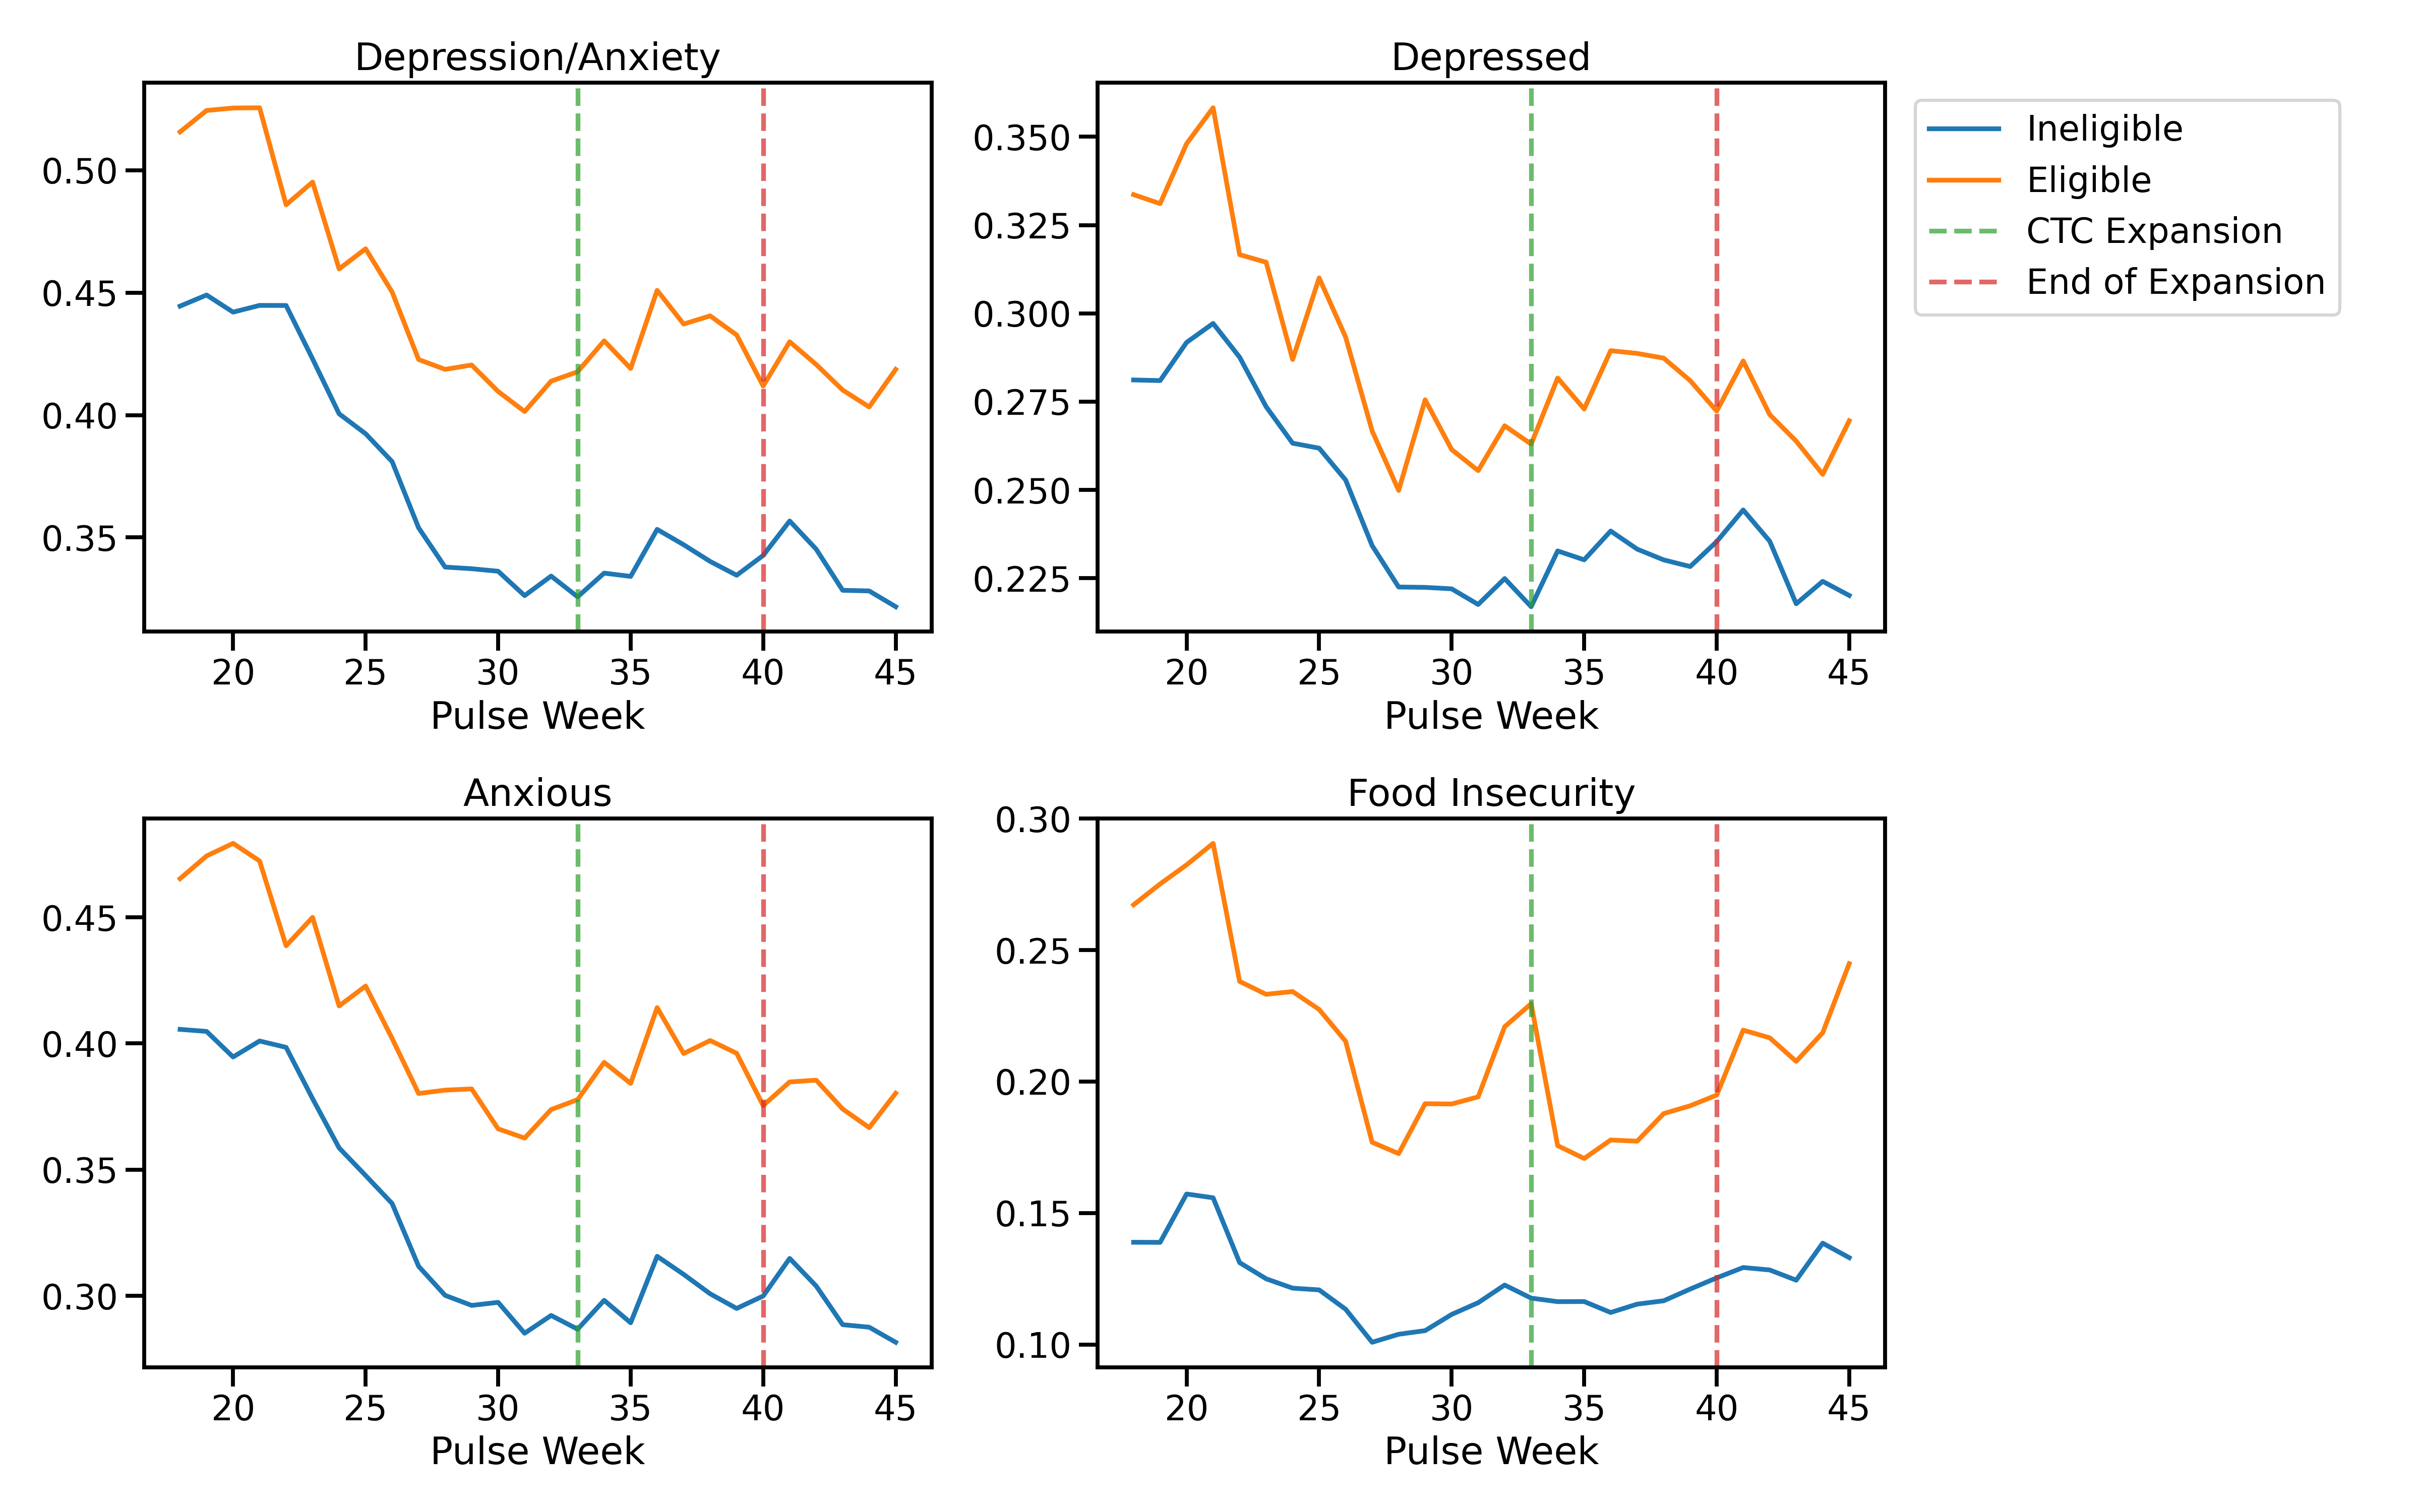 Depression/Anxiety
0.50
0.45
0.40
0.35
20 25 30 35 40 45
Pulse Week
Depressed
0.350
0.325
0.300
0.275
0.250
0.225
20 25 30 35 40 45
Pulse Week
Ineligible
Eligible
CTC Expansion
End of Expansion
Anxious
0.45
0.40
0.35
0.30
20 25 30 35 40 45
Pulse Week
Food Insecurity
0.30
0.25
0.20
0.15
0.10
20 25 30 35 40 45
Pulse Week